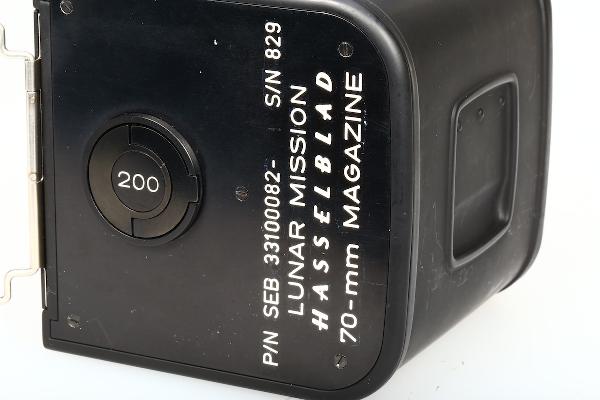 200
P/N SEB 33100082- S/N 829
LUNAR MISSION
HASSELBLAD
70-mm MAGAZINE